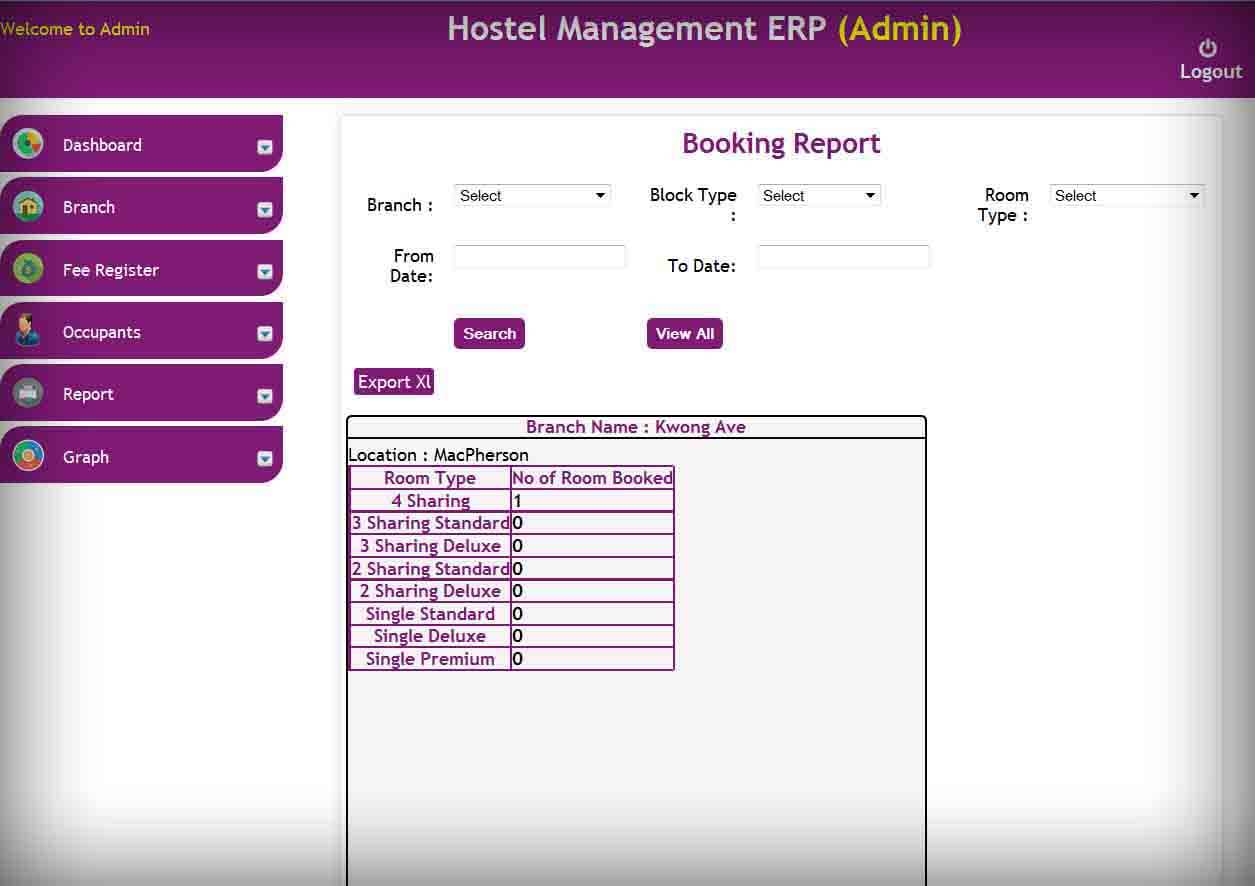 Welcome to Admin
Hostel Management ERP (Admin)
Logout
Dashboard
Branch
Fee Register
Occupants
Report
Graph
Booking Report
Branch : Select
Block Type : Select
Room Type : Select
From Date:
To Date:
Search View All
Export Xl
Branch Name : Kwong Ave
Location : MacPherson
Room Type No of Room Booked
4 Sharing 1
3 Sharing Standard 0
3 Sharing Deluxe 0
2 Sharing Standard 0
2 Sharing Deluxe 0
Single Standard 0
Single Deluxe 0
Single Premium 0